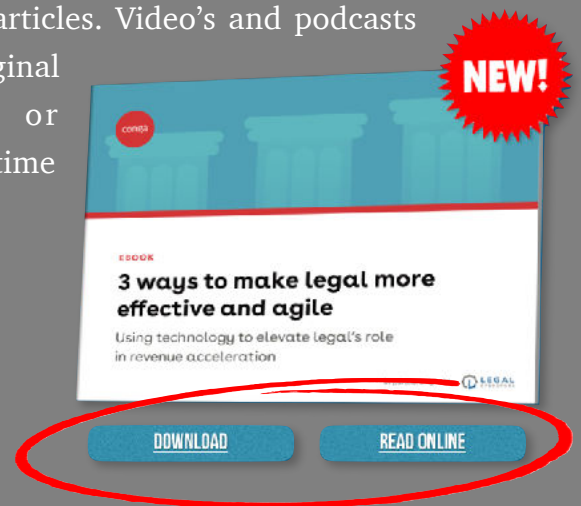 articles. Video's and podcasts
ginal
or
time
NEW!
conga
EBOOK
3 ways to make legal more
effective and agile
Using technology to elevate legal's role
in revenue acceleration
LEGAL
DOWNLOAD
READ ONLINE